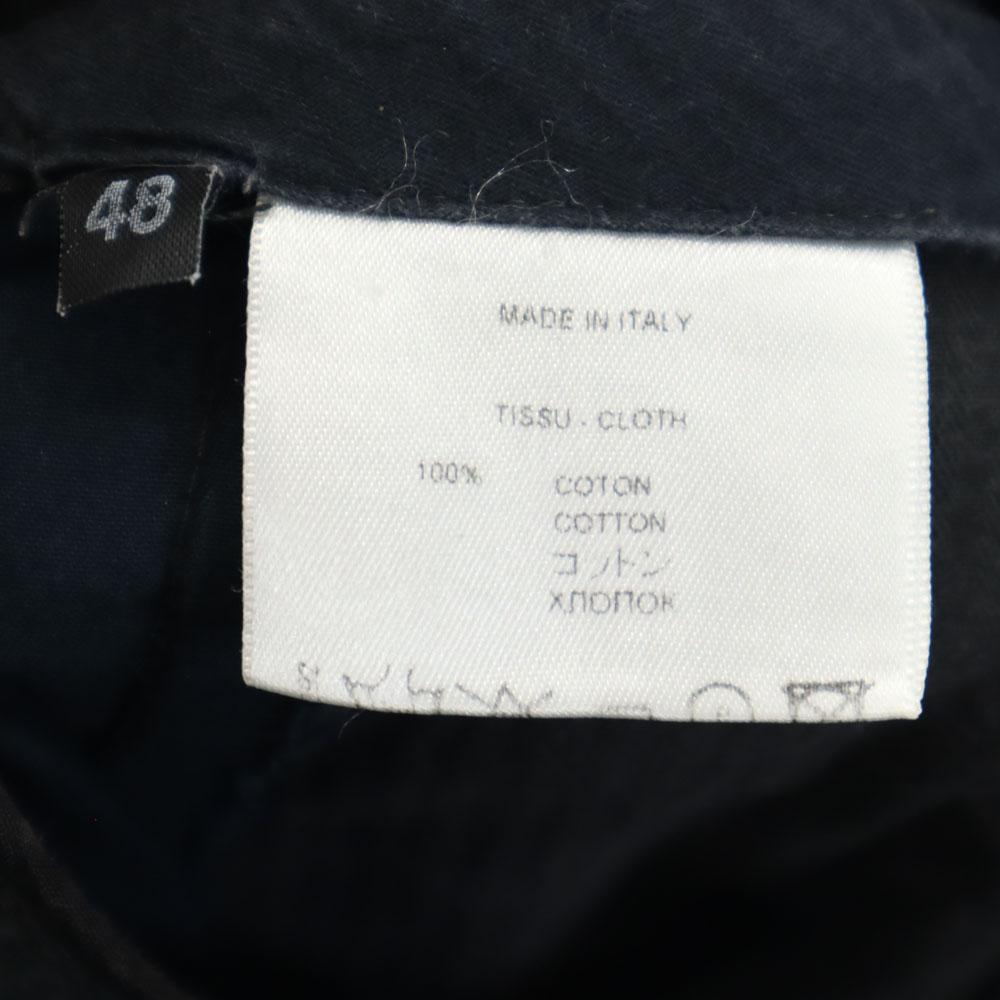 48
MADE IN ITALY
TISSU - CLOTH
100% COTON
COTTON
コットン
ХЛОПОК